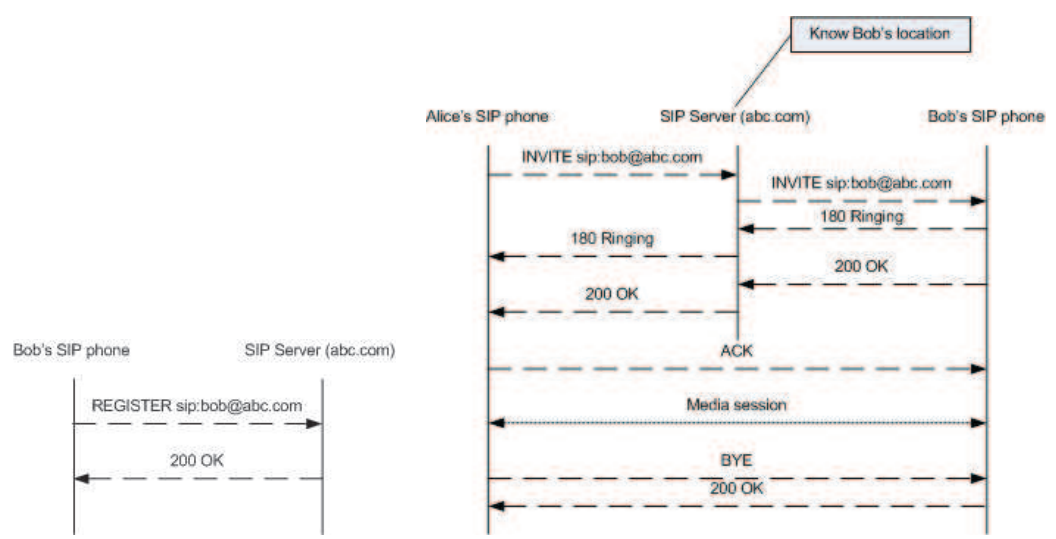 Know Bob's location
Alice's SIP phone
SIP Server (abc.com)
Bob's SIP phone
INVITE sip:bob@abc.com
INVITE sip:bob@abc.com
180 Ringing
180 Ringing
200 OK
200 OK
ACK
Media session
BYE
200 OK
Bob's SIP phone
SIP Server (abc.com)
REGISTER sip:bob@abc.com
200 OK